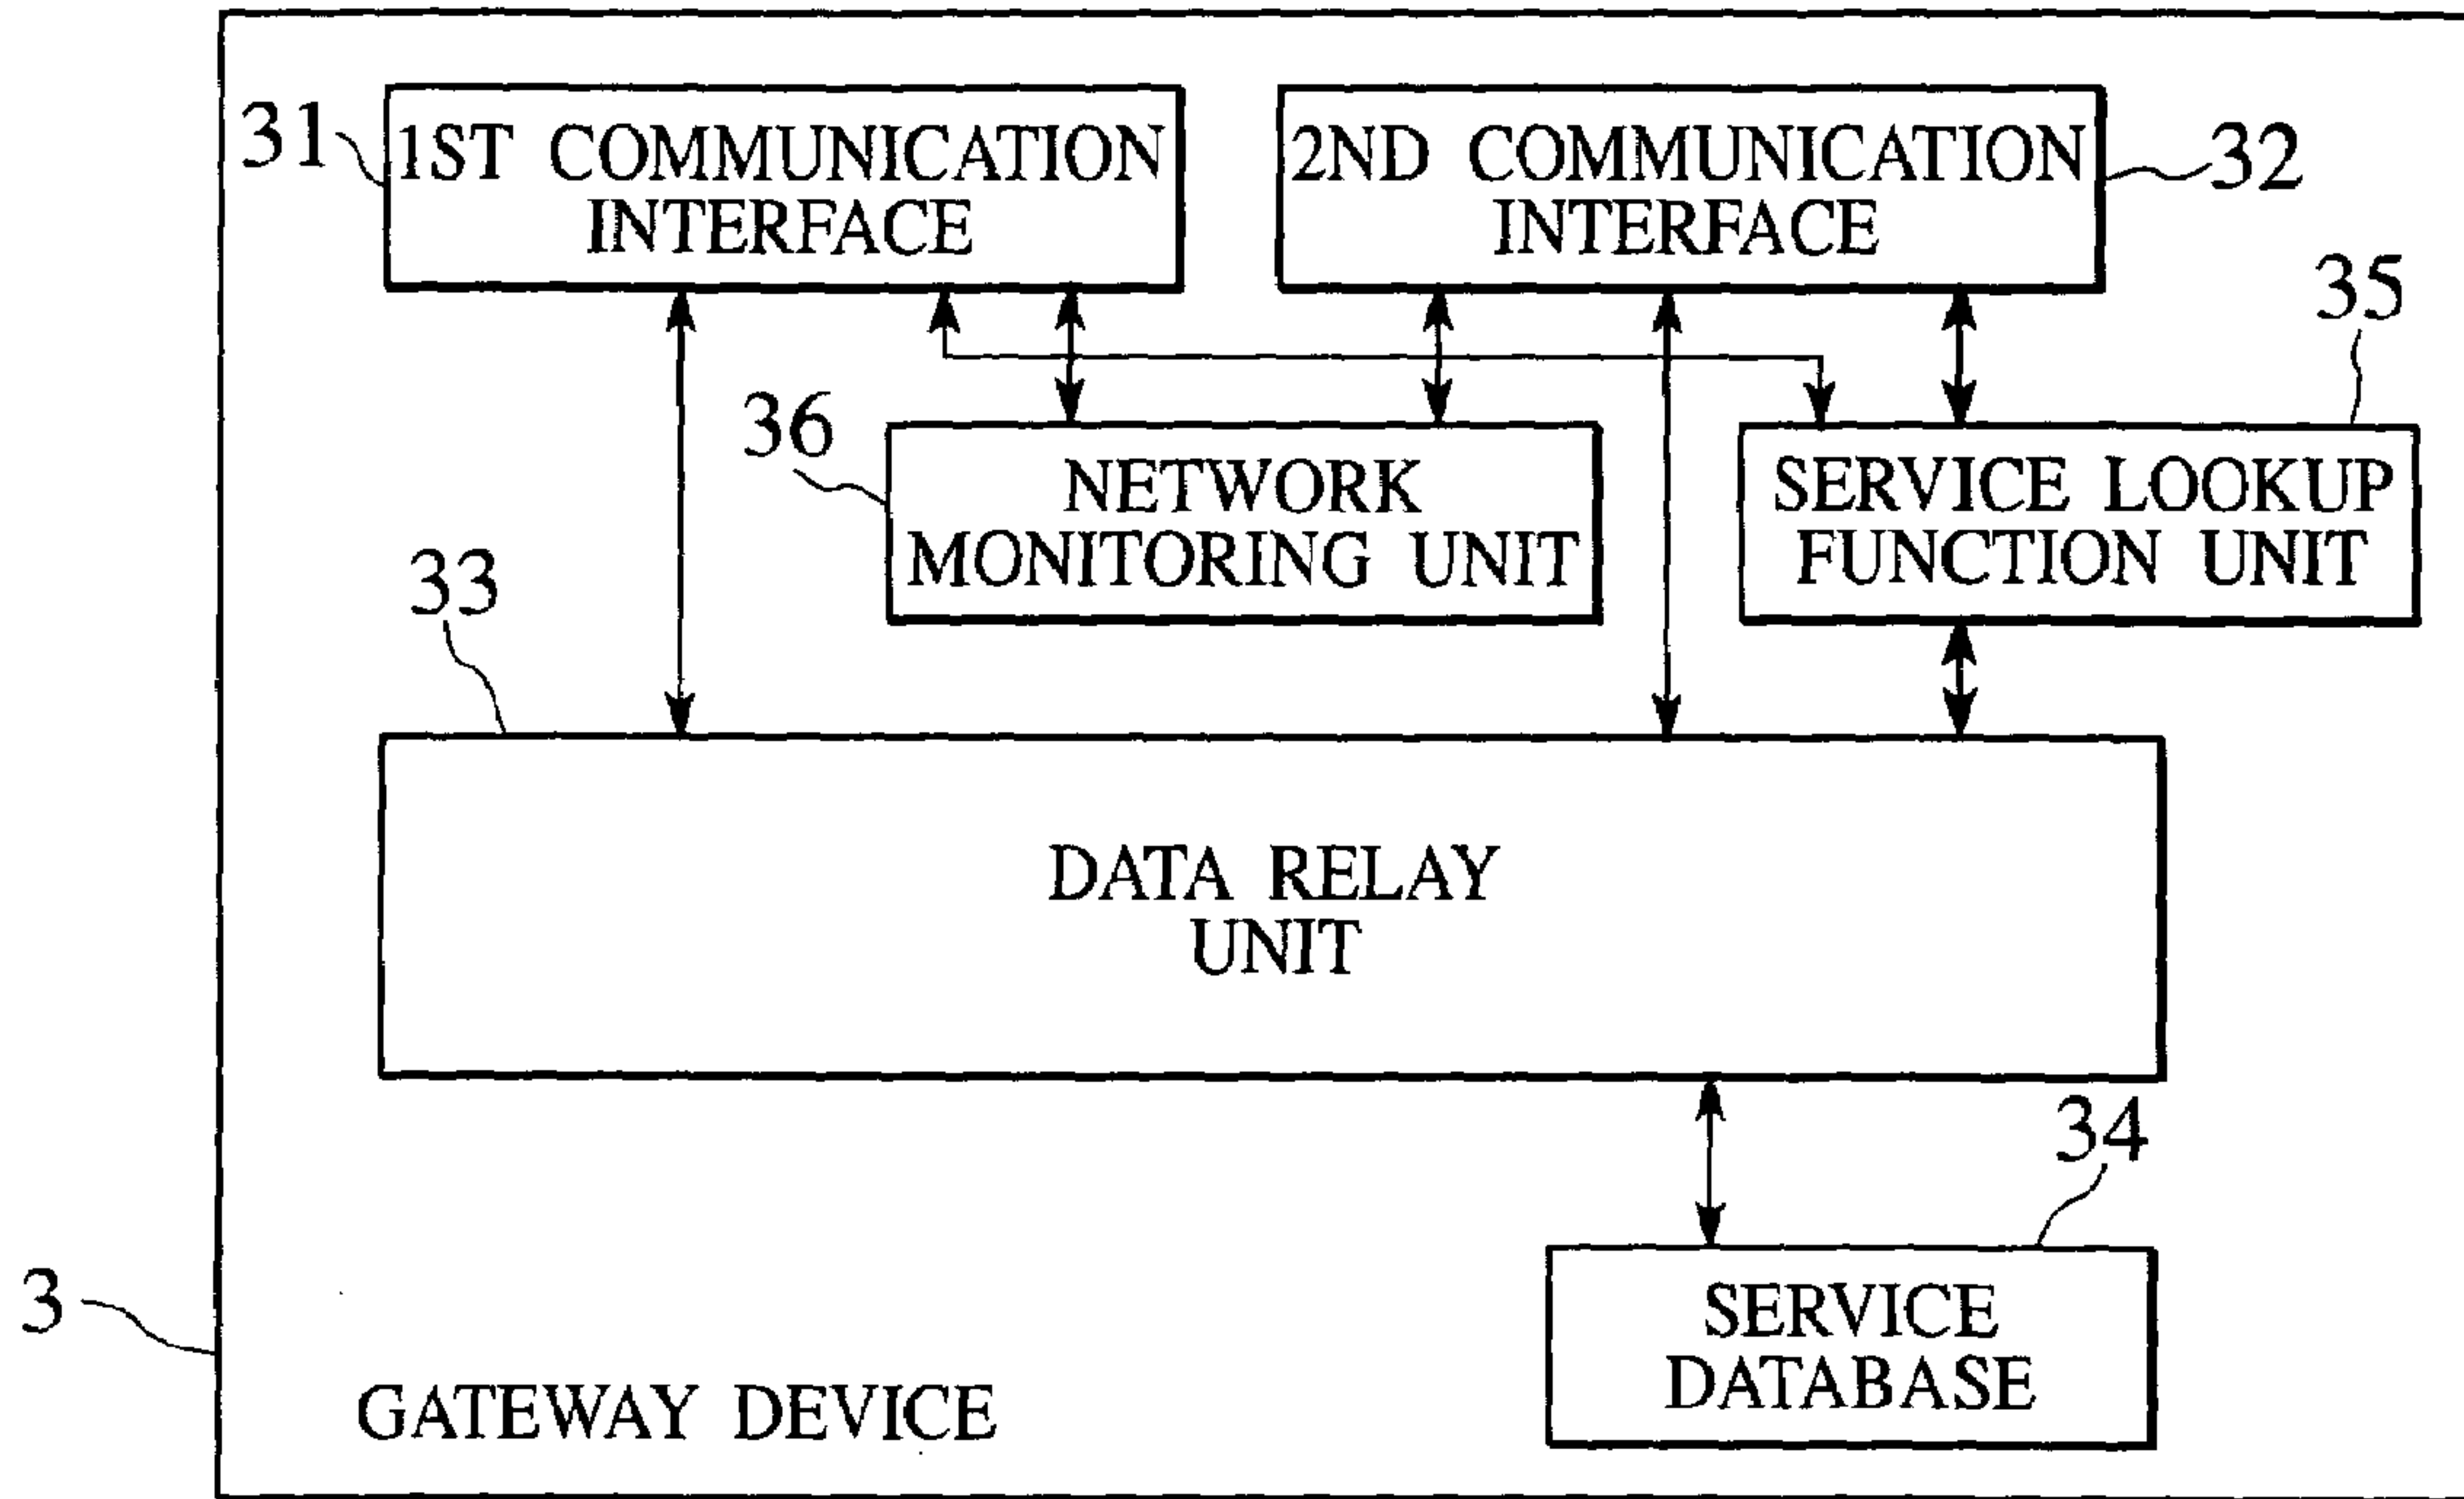 31
1ST COMMUNICATION
INTERFACE
2ND COMMUNICATION
INTERFACE
32
35
36
NETWORK
MONITORING UNIT
SERVICE LOOKUP
FUNCTION UNIT
33
DATA RELAY
UNIT
34
SERVICE
DATABASE
3
GATEWAY DEVICE